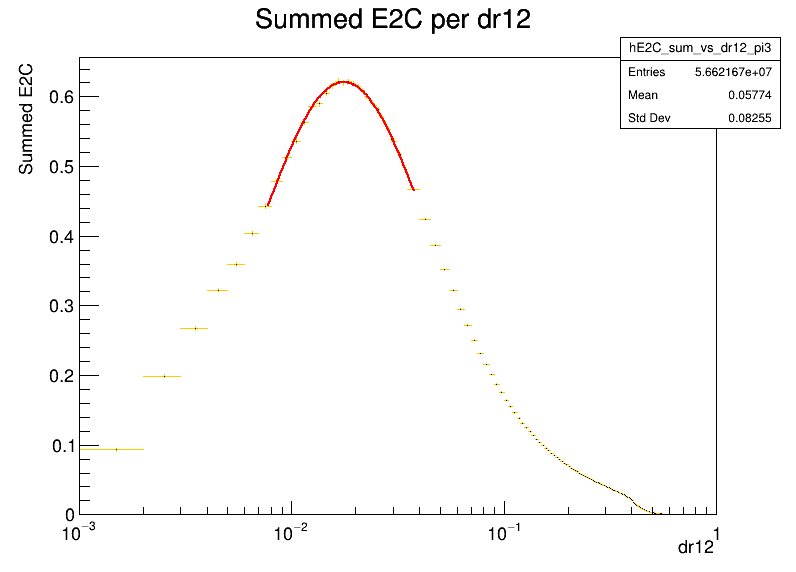 Summed E2C per dr12
hE2C_sum_vs_dr12_pi3
Entries 5.662167e+07
Mean 0.05774
Std Dev 0.08255
Summed E2C
0.6
0.5
0.4
0.3
0.2
0.1
0
10⁻³ 10⁻² 10⁻¹ 1
dr12